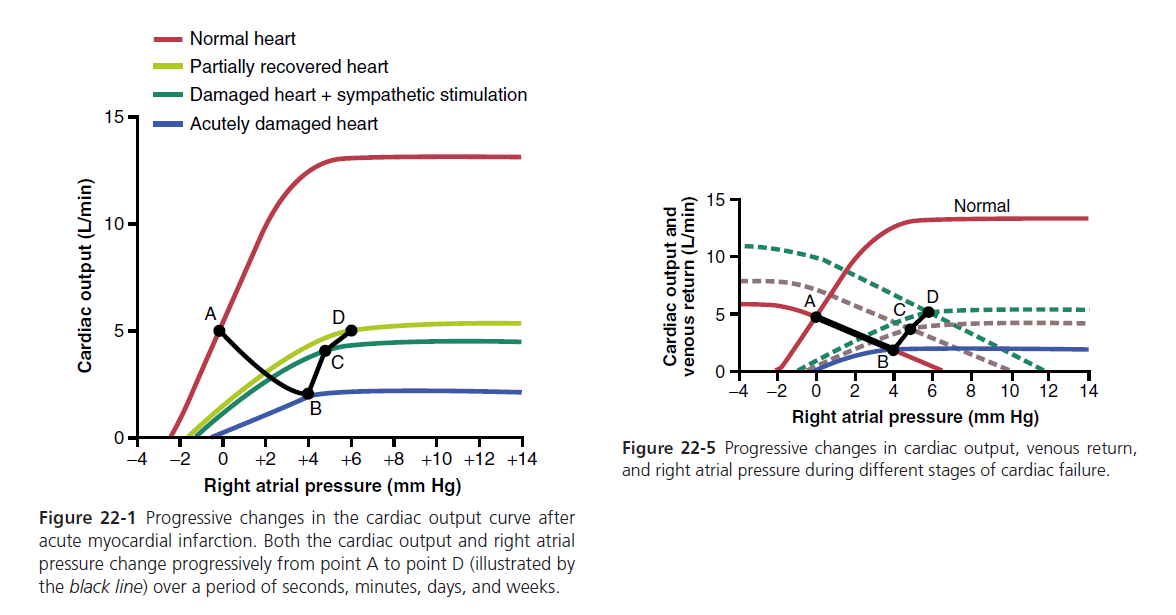 Normal heart
Partially recovered heart
Damaged heart + sympathetic stimulation
Acutely damaged heart
15
10
5
0
Cardiac output (L/min)
A
D
C
B
−4 −2 0 +2 +4 +6 +8 +10 +12 +14
Right atrial pressure (mm Hg)
Figure 22-1 Progressive changes in the cardiac output curve after
acute myocardial infarction. Both the cardiac output and right atrial
pressure change progressively from point A to point D (illustrated by
the black line) over a period of seconds, minutes, days, and weeks.
15
10
5
0
Cardiac output and
venous return (L/min)
Normal
A
C
D
B
−4 −2 0 2 4 6 8 10 12 14
Right atrial pressure (mm Hg)
Figure 22-5 Progressive changes in cardiac output, venous return,
and right atrial pressure during different stages of cardiac failure.